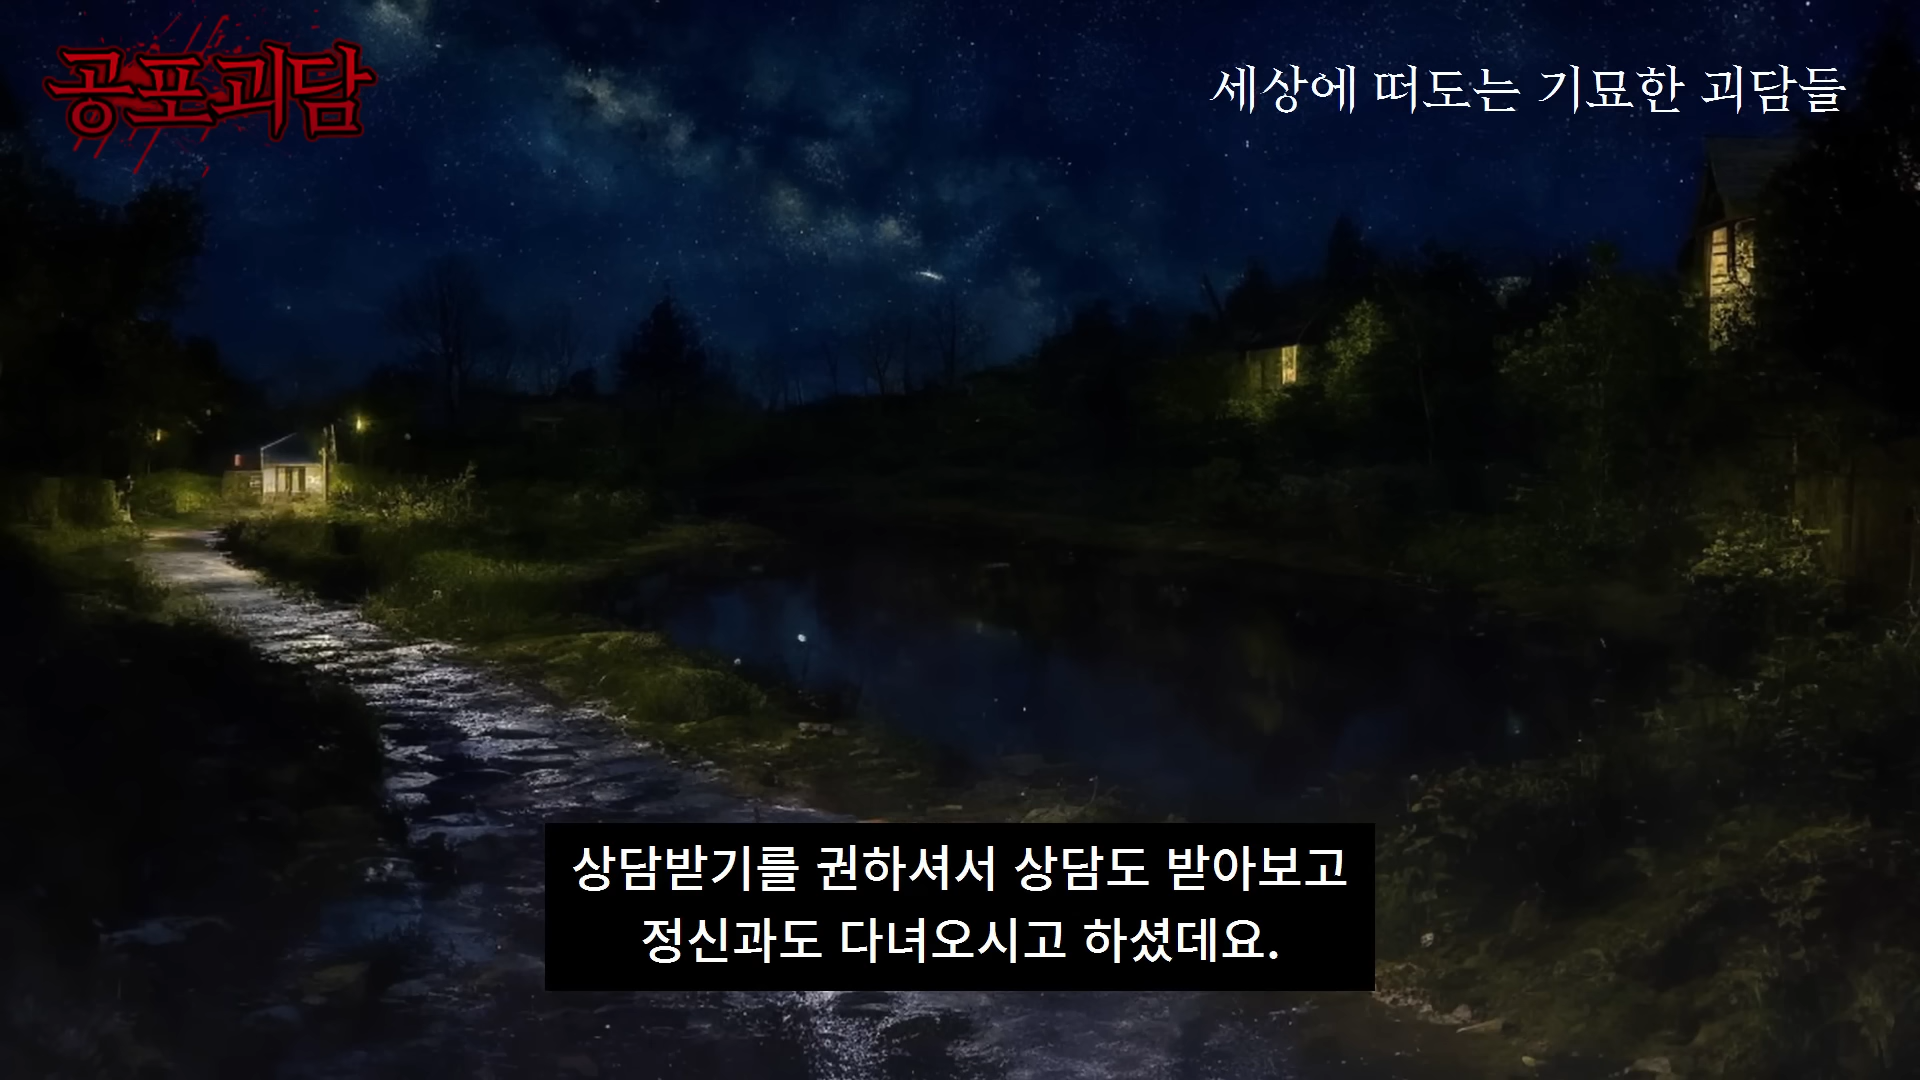 공포괴담
세상에 떠도는 기묘한 괴담들
상담받기를 권하셔서 상담도 받아보고
정신과도 다녀오시고 하셨데요.